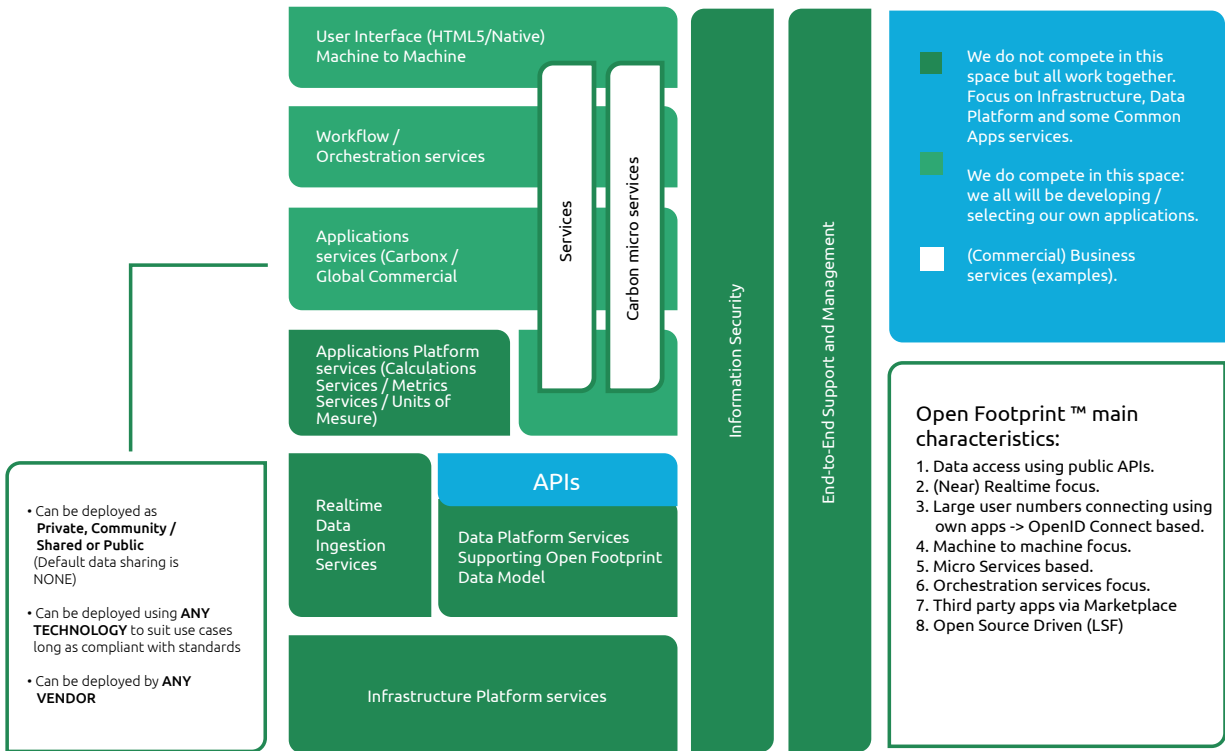 User Interface (HTML5/Native)
Machine to Machine
Workflow /
Orchestration services
Applications
services (Carbonx /
Global Commercial
Applications Platform
services (Calculations
Services / Metrics
Services / Units of
Mesure)
Services
Carbon micro services
Realtime
Data
Ingestion
Services
APIs
Data Platform Services
Supporting Open Footprint
Data Model
Infrastructure Platform services
Information Security
End-to-End Support and Management
• Can be deployed as
Private, Community /
Shared or Public
(Default data sharing is
NONE)
• Can be deployed using ANY
TECHNOLOGY to suit use cases
long as compliant with standards
• Can be deployed by ANY
VENDOR
We do not compete in this
space but all work together.
Focus on Infrastructure, Data
Platform and some Common
Apps services.
We do compete in this space:
we all will be developing /
selecting our own applications.
(Commercial) Business
services (examples).
Open Footprint ™ main
characteristics:
1. Data access using public APIs.
2. (Near) Realtime focus.
3. Large user numbers connecting using
own apps -> OpenID Connect based.
4. Machine to machine focus.
5. Micro Services based.
6. Orchestration services focus.
7. Third party apps via Marketplace
8. Open Source Driven (LSF)